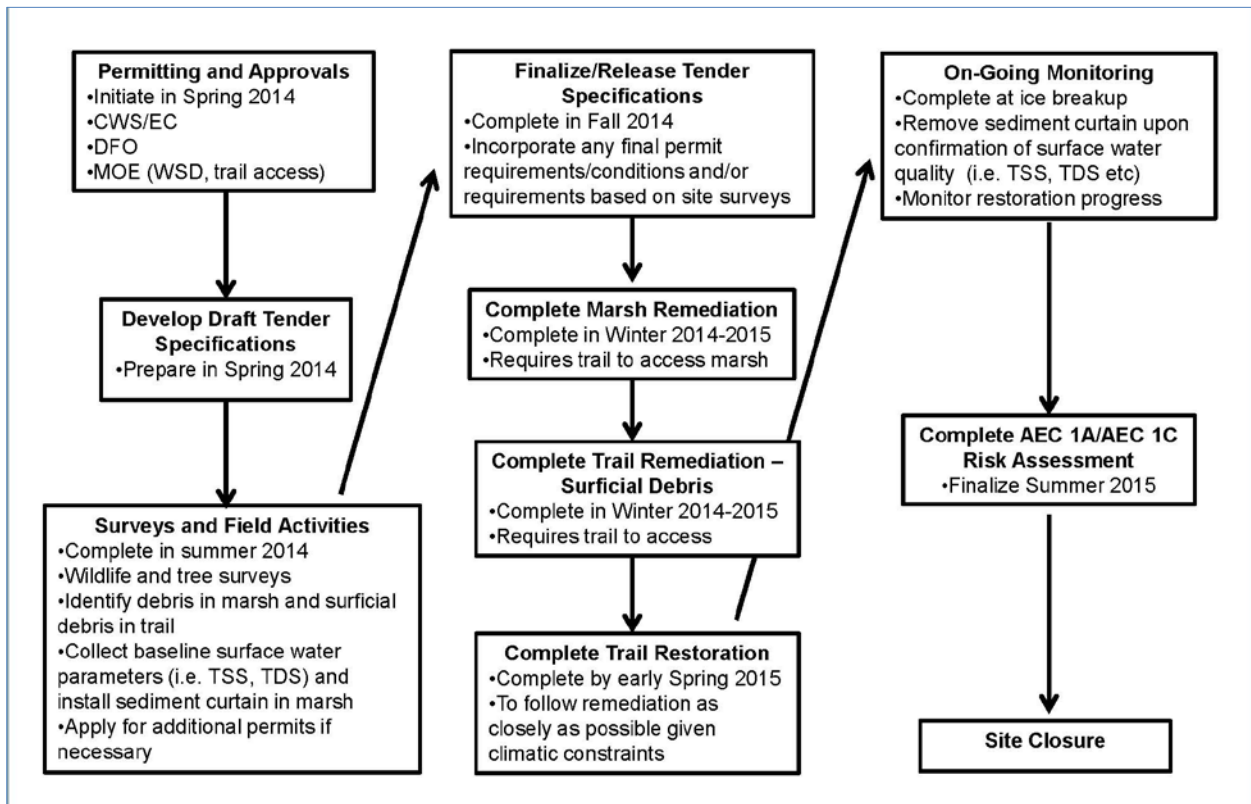 Permitting and Approvals
•Initiate in Spring 2014
•CWS/EC
•DFO
•MOE (WSD, trail access)
Develop Draft Tender
Specifications
•Prepare in Spring 2014
Surveys and Field Activities
•Complete in summer 2014
•Wildlife and tree surveys
•Identify debris in marsh and surficial
debris in trail
•Collect baseline surface water
parameters (i.e. TSS, TDS) and
install sediment curtain in marsh
•Apply for additional permits if
necessary
Finalize/Release Tender
Specifications
•Complete in Fall 2014
•Incorporate any final permit
requirements/conditions and/or
requirements based on site surveys
Complete Marsh Remediation
•Complete in Winter 2014-2015
•Requires trail to access marsh
Complete Trail Remediation –
Surficial Debris
•Complete in Winter 2014-2015
•Requires trail to access
Complete Trail Restoration
•Complete by early Spring 2015
•To follow remediation as
closely as possible given
climatic constraints
On-Going Monitoring
•Complete at ice breakup
•Remove sediment curtain upon
confirmation of surface water
quality (i.e. TSS, TDS etc)
•Monitor restoration progress
Complete AEC 1A/AEC 1C
Risk Assessment
•Finalize Summer 2015
Site Closure